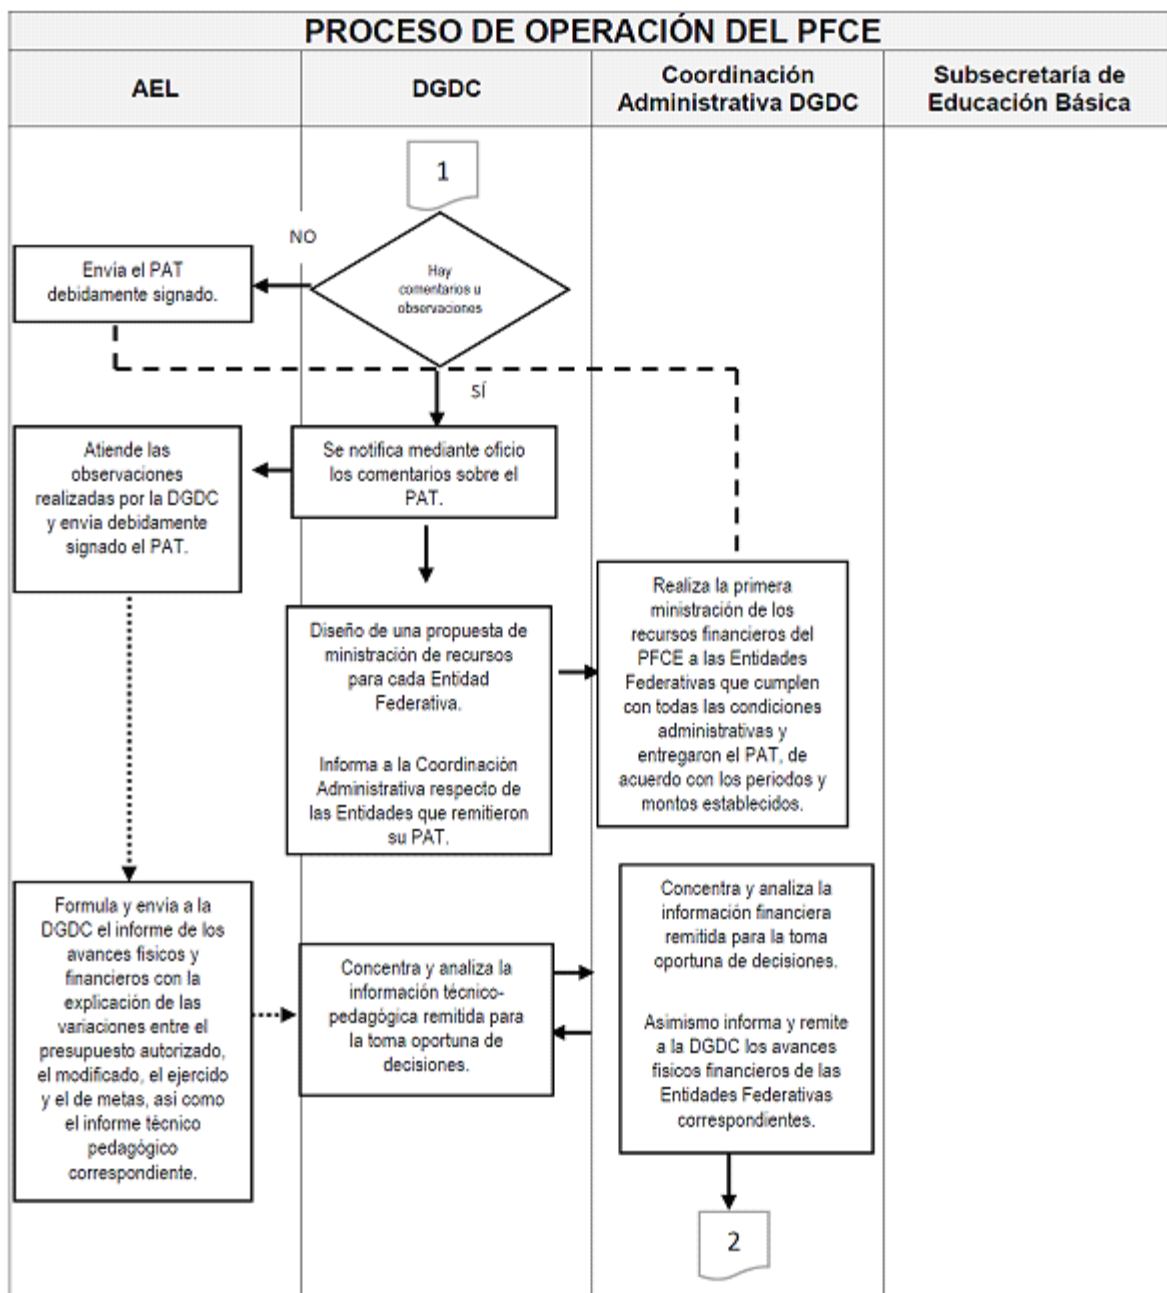 PROCESO DE OPERACIÓN DEL PFCE
AEL
DGDC
Coordinación
Administrativa DGDC
Subsecretaría de
Educación Básica
1
NO
Hay
comentarios u
observaciones
Envía el PAT
debidamente signado.
SÍ
Atiende las
observaciones
realizadas por la DGDC
y envía debidamente
signado el PAT.
Se notifica mediante oficio
los comentarios sobre el
PAT.
Diseño de una propuesta de
ministración de recursos
para cada Entidad
Federativa.
Informa a la Coordinación
Administrativa respecto de
las Entidades que remitieron
su PAT.
Realiza la primera
ministración de los
recursos financieros del
PFCE a las Entidades
Federativas que cumplen
con todas las condiciones
administrativas y
entregaron el PAT, de
acuerdo con los periodos y
montos establecidos.
Formula y envía a la
DGDC el informe de los
avances físicos y
financieros con la
explicación de las
variaciones entre el
presupuesto autorizado,
el modificado, el ejercido
y el de metas, así como
el informe técnico
pedagógico
correspondiente.
Concentra y analiza la
información técnico-
pedagógica remitida para
la toma oportuna de
decisiones.
Concentra y analiza la
información financiera
remitida para la toma
oportuna de decisiones.
Asimismo informa y remite
a la DGDC los avances
físicos financieros de las
Entidades Federativas
correspondientes.
2